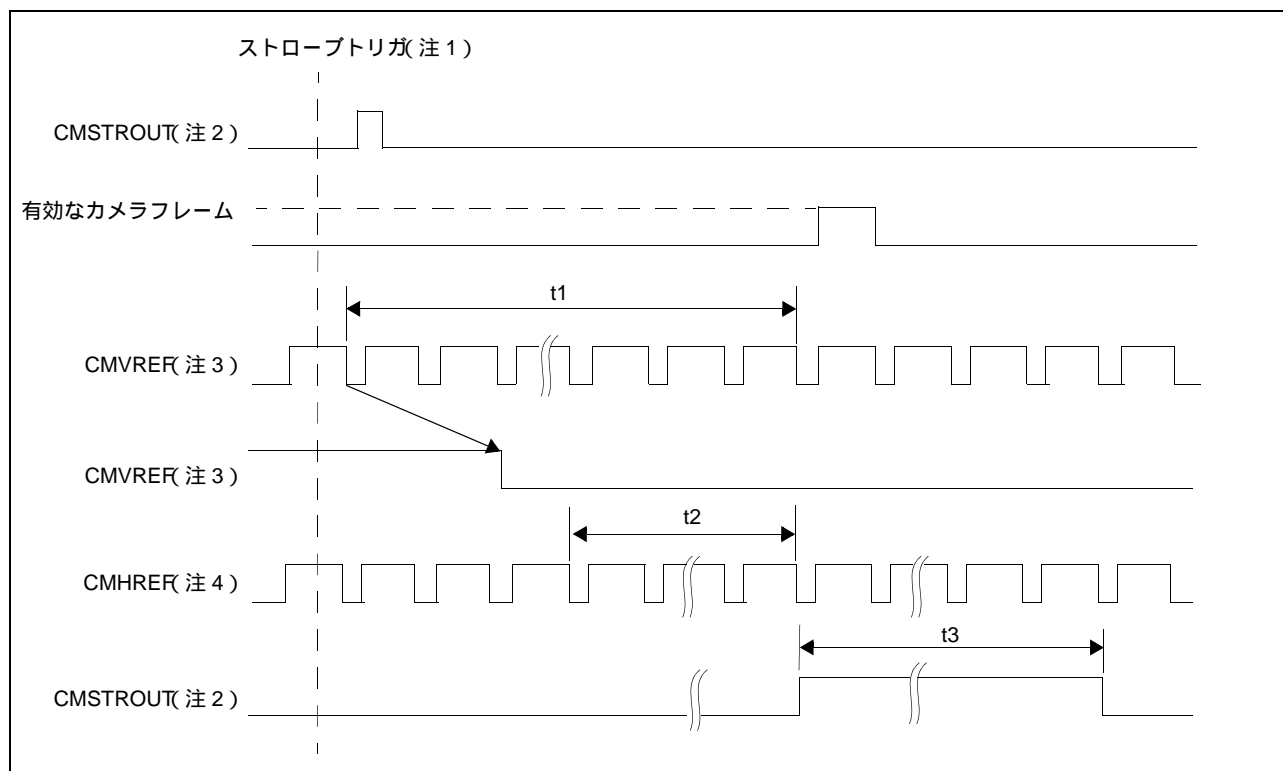 ストローブトリガ(注1)
CMSTROUT(注2)
有効なカメラフレーム
t1
CMVREF(注3)
CMVREF(注3)
t2
CMHREF(注4)
t3
CMSTROUT(注2)